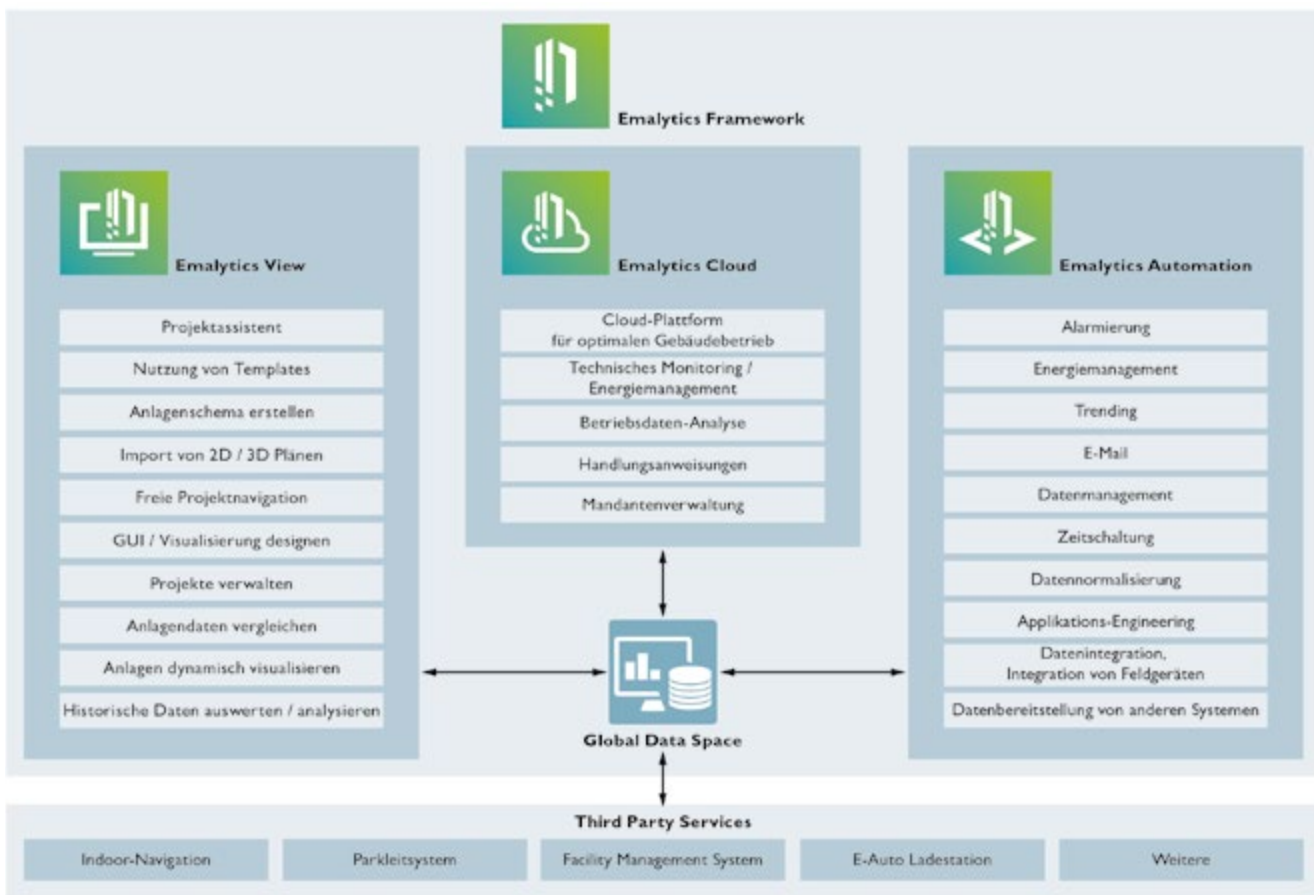 Emalytics Framework
Emalytics View
Projektassistent
Nutzung von Templates
Anlagenschema erstellen
Import von 2D / 3D Plänen
Freie Projektnavigation
GUI / Visualisierung designen
Projekte verwalten
Anlagendaten vergleichen
Anlagen dynamisch visualisieren
Historische Daten auswerten / analysieren
Emalytics Cloud
Cloud-Plattform
für optimalen Gebäudebetrieb
Technisches Monitoring /
Energiemanagement
Betriebsdaten-Analyse
Handlungsanweisungen
Mandantenverwaltung
Emalytics Automation
Alarmierung
Energiemanagement
Trending
E-Mail
Datenmanagement
Zeitschaltung
Datennormalisierung
Applikations-Engineering
Datenintegration,
Integration von Feldgeräten
Datenbereitstellung von anderen Systemen
Global Data Space
Third Party Services
Indoor-Navigation
Parkleitsystem
Facility Management System
E-Auto Ladestation
Weitere